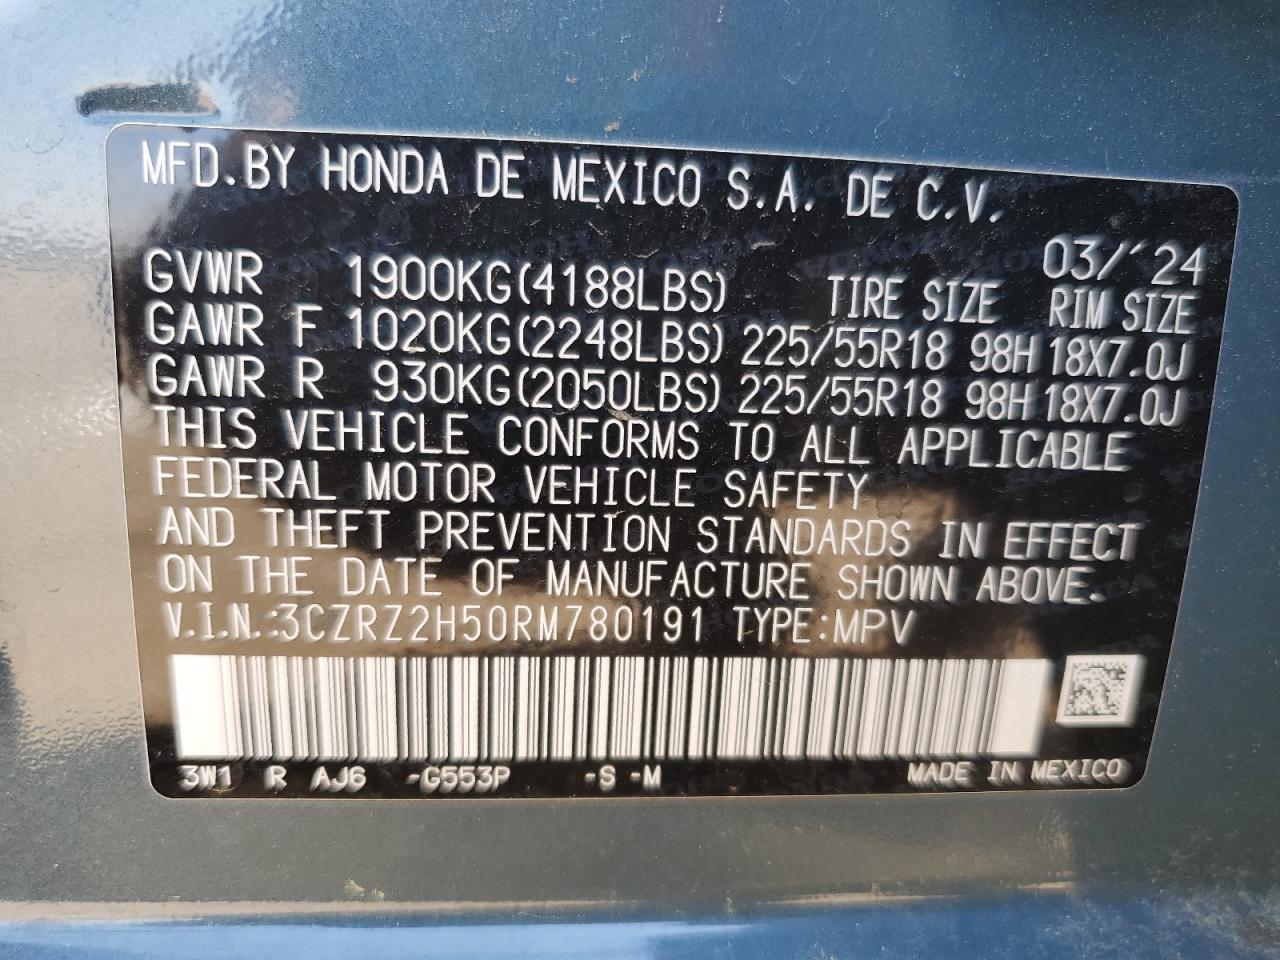 MFD.BY HONDA DE MEXICO S.A. DE C.V.
03/´24
GVWR 1900KG(4188LBS) TIRE SIZE RIM SIZE
GAWR F 1020KG(2248LBS) 225/55R18 98H 18X7.0J
GAWR R 930KG(2050LBS) 225/55R18 98H 18X7.0J
THIS VEHICLE CONFORMS TO ALL APPLICABLE
FEDERAL MOTOR VEHICLE SAFETY
AND THEFT PREVENTION STANDARDS IN EFFECT
ON THE DATE OF MANUFACTURE SHOWN ABOVE.
V.I.N.:3CZRZ2H50RM780191 TYPE:MPV
3W1 R AJ6 -G553P -S -M MADE IN MEXICO